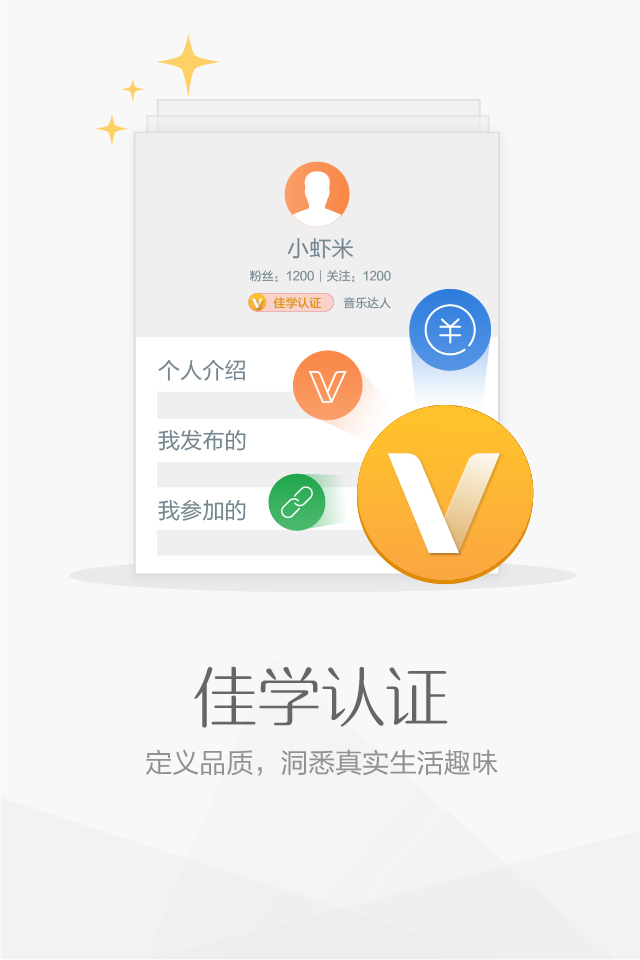 小虾米
粉丝：1200｜关注：1200
佳学认证 音乐达人
个人介绍
我发布的
我参加的
佳学认证
定义品质，洞悉真实生活趣味